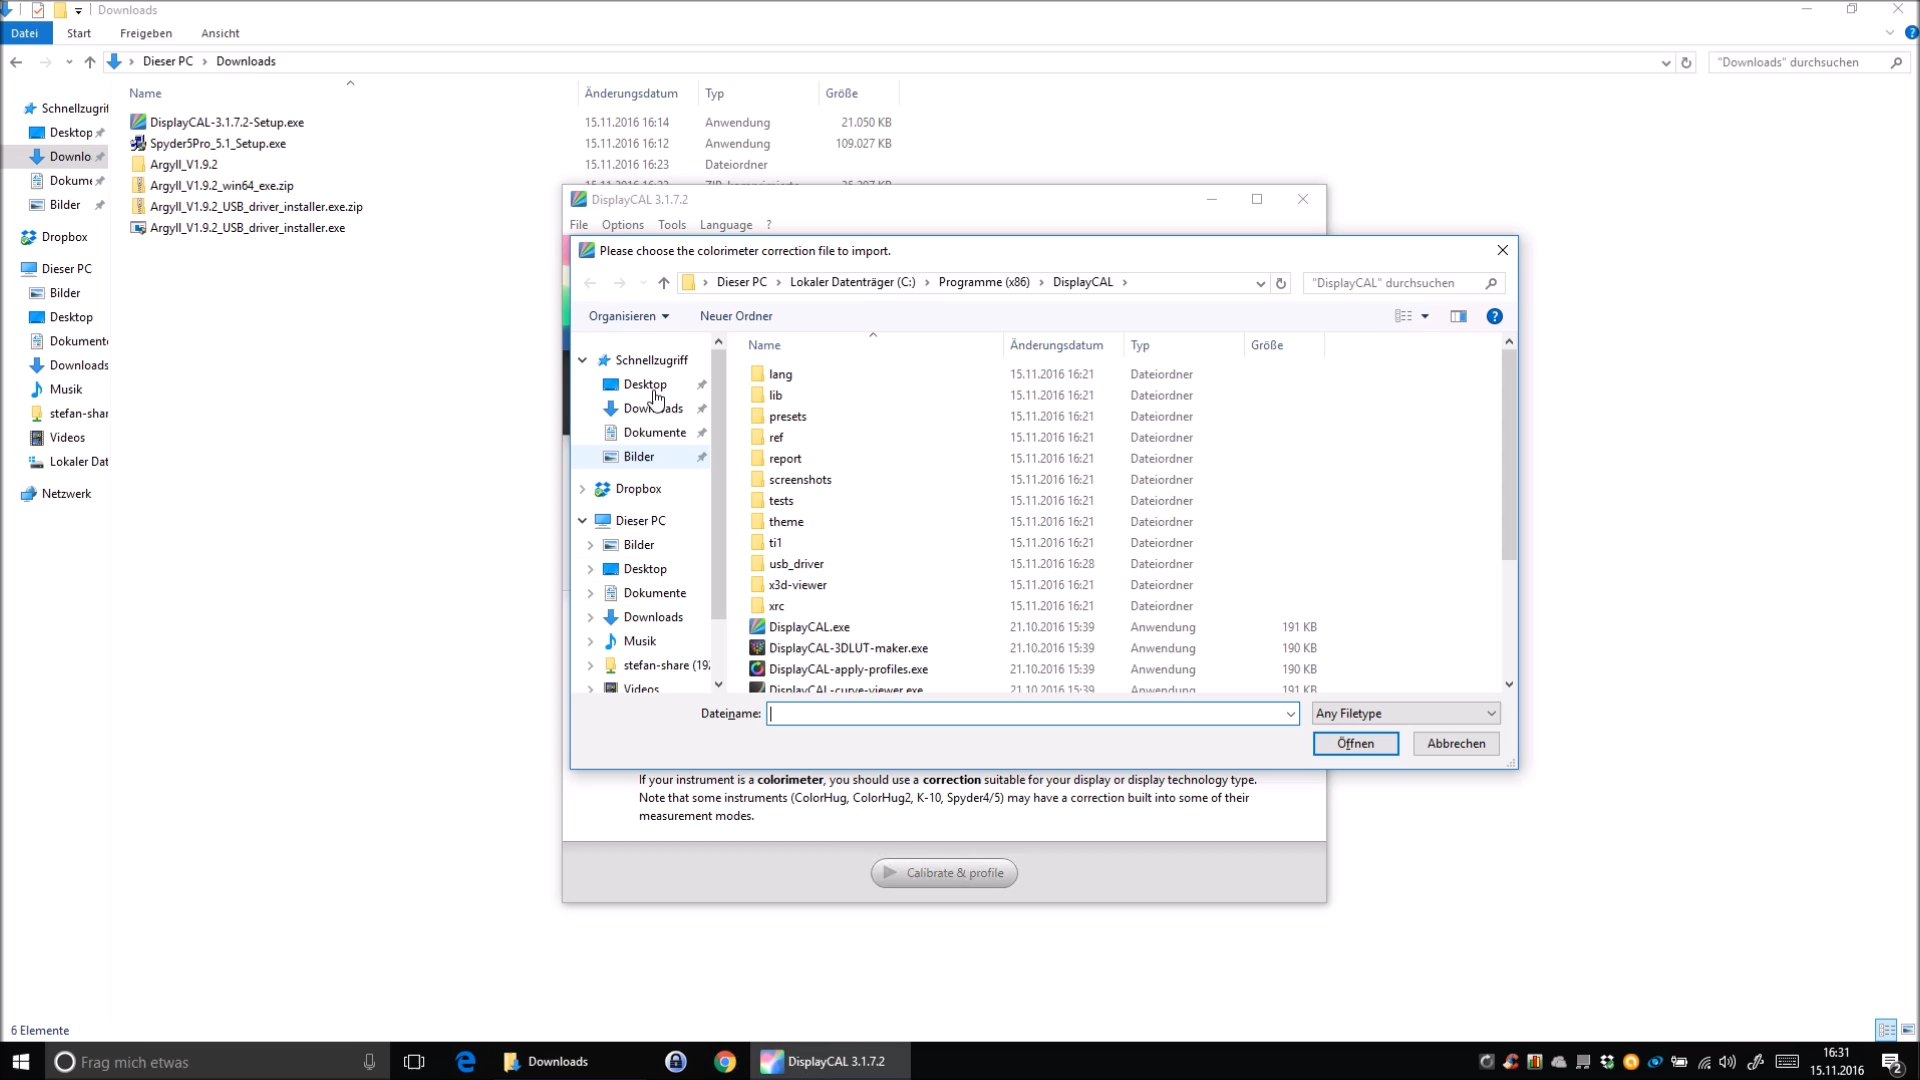 Downloads
Datei Start Freigeben Ansicht
Dieser PC Downloads
"Downloads" durchsuchen
Name Änderungsdatum Typ Größe
DisplayCAL-3.1.7.2-Setup.exe 15.11.2016 16:14 Anwendung 21.050 KB
Spyder5Pro_5.1_Setup.exe 15.11.2016 16:12 Anwendung 109.027 KB
Argyll_V1.9.2 15.11.2016 16:23 Dateiordner
Argyll_V1.9.2_win64_exe.zip
Argyll_V1.9.2_USB_driver_installer.exe.zip
Argyll_V1.9.2_USB_driver_installer.exe
Schnellzugrif
Desktop
Downlo
Dokume
Bilder
Dropbox
Dieser PC
Bilder
Desktop
Dokument
Downloads
Musik
stefan-shar
Videos
Lokaler Dat
Netzwerk
DisplayCAL 3.1.7.2
File Options Tools Language ?
Please choose the colorimeter correction file to import.
Dieser PC Lokaler Datenträger (C:) Programme (x86) DisplayCAL
"DisplayCAL" durchsuchen
Organisieren Neuer Ordner
Schnellzugriff
Desktop
Downloads
Dokumente
Bilder
Dropbox
Dieser PC
Bilder
Desktop
Dokumente
Downloads
Musik
stefan-share (192
Videos
Name Änderungsdatum Typ Größe
lang 15.11.2016 16:21 Dateiordner
lib 15.11.2016 16:21 Dateiordner
presets 15.11.2016 16:21 Dateiordner
ref 15.11.2016 16:21 Dateiordner
report 15.11.2016 16:21 Dateiordner
screenshots 15.11.2016 16:21 Dateiordner
tests 15.11.2016 16:21 Dateiordner
theme 15.11.2016 16:21 Dateiordner
ti1 15.11.2016 16:21 Dateiordner
usb_driver 15.11.2016 16:28 Dateiordner
x3d-viewer 15.11.2016 16:21 Dateiordner
xrc 15.11.2016 16:21 Dateiordner
DisplayCAL.exe 21.10.2016 15:39 Anwendung 191 KB
DisplayCAL-3DLUT-maker.exe 21.10.2016 15:39 Anwendung 190 KB
DisplayCAL-apply-profiles.exe 21.10.2016 15:39 Anwendung 190 KB
DisplayCAL-curve-viewer.exe 21.10.2016 15:39 Anwendung 191 KB
Dateiname: Any Filetype
Öffnen Abbrechen
If your instrument is a colorimeter, you should use a correction suitable for your display or display technology type.
Note that some instruments (ColorHug, ColorHug2, K-10, Spyder4/5) may have a correction built into some of their
measurement modes.
Calibrate & profile
6 Elemente
Frag mich etwas
Downloads
DisplayCAL 3.1.7.2
16:31
15.11.2016
2